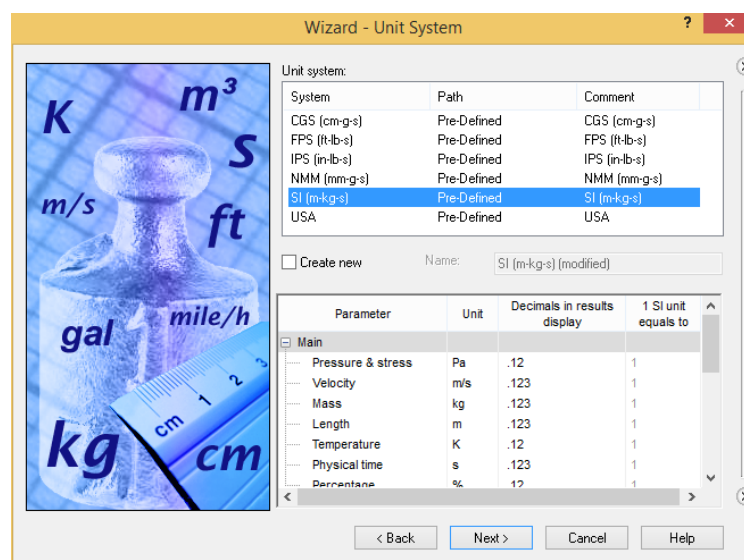 Wizard - Unit System
?
K
m³
s
m/s
ft
gal
mile/h
kg
cm
cm 1 2 3
Unit system:
System Path Comment
CGS (cm-g-s) Pre-Defined CGS (cm-g-s)
FPS (ft-lb-s) Pre-Defined FPS (ft-lb-s)
IPS (in-lb-s) Pre-Defined IPS (in-lb-s)
NMM (mm-g-s) Pre-Defined NMM (mm-g-s)
SI (m-kg-s) Pre-Defined SI (m-kg-s)
USA Pre-Defined USA
Create new Name: SI (m-kg-s) (modified)
Parameter Unit Decimals in results display 1 SI unit equals to
Main
Pressure & stress Pa .12 1
Velocity m/s .123 1
Mass kg .123 1
Length m .123 1
Temperature K .12 1
Physical time s .123 1
Percentage % .12 1
< Back Next > Cancel Help